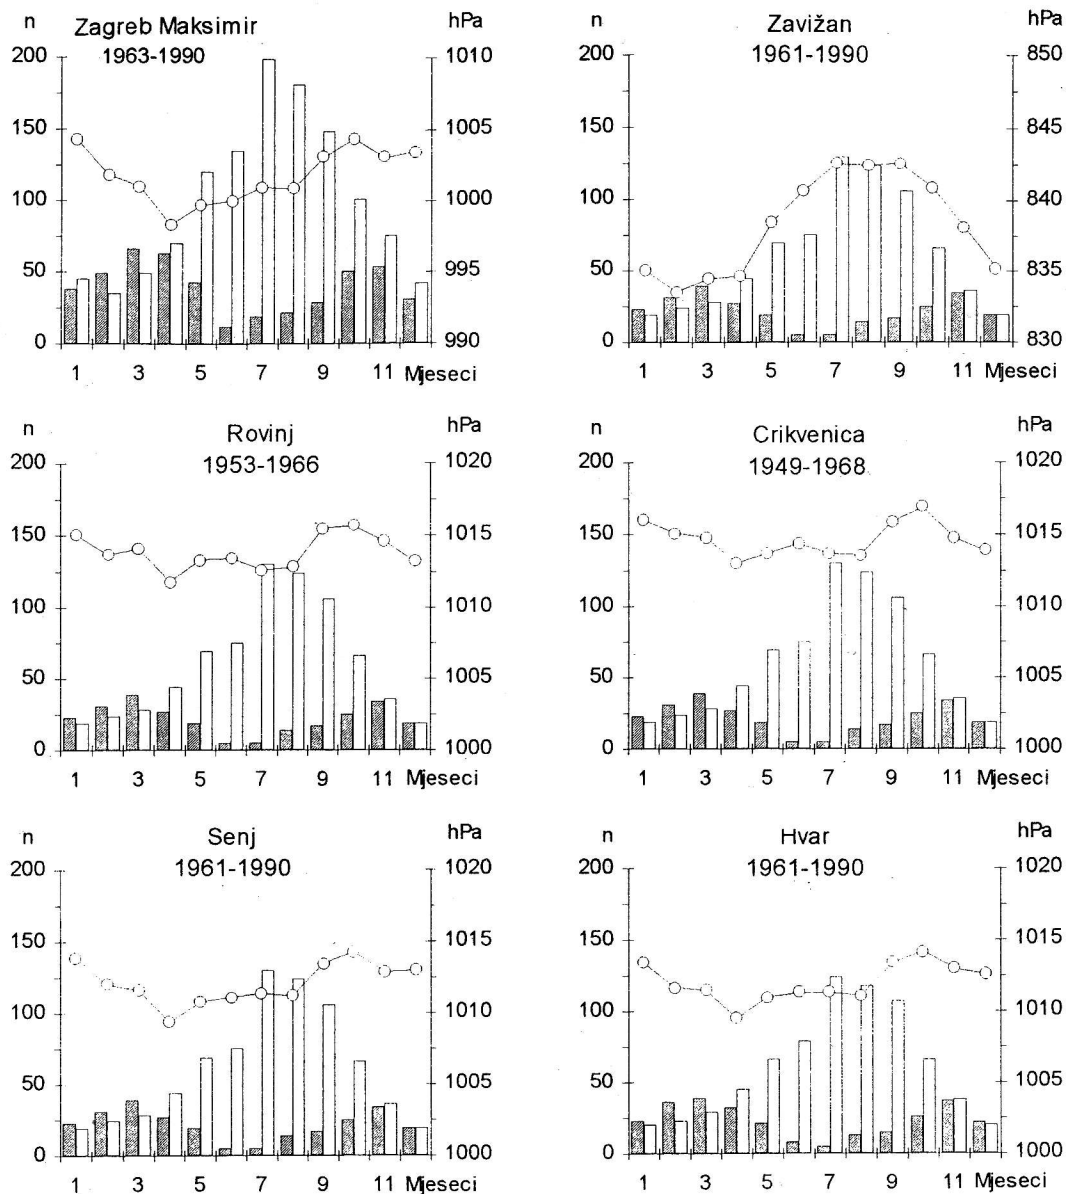 n
Zagreb Maksimir
1963-1990
hPa
200
150
100
50
0
1010
1005
1000
995
990
1 3 5 7 9 11 Mjeseci
n
Zavižan
1961-1990
hPa
200
150
100
50
0
850
845
840
835
830
1 3 5 7 9 11 Mjeseci
n
Rovinj
1953-1966
hPa
200
150
100
50
0
1020
1015
1010
1005
1000
1 3 5 7 9 11 Mjeseci
n
Crikvenica
1949-1968
hPa
200
150
100
50
0
1020
1015
1010
1005
1000
1 3 5 7 9 11 Mjeseci
n
Senj
1961-1990
hPa
200
150
100
50
0
1020
1015
1010
1005
1000
1 3 5 7 9 11 Mjeseci
n
Hvar
1961-1990
hPa
200
150
100
50
0
1020
1015
1010
1005
1000
1 3 5 7 9 11 Mjeseci